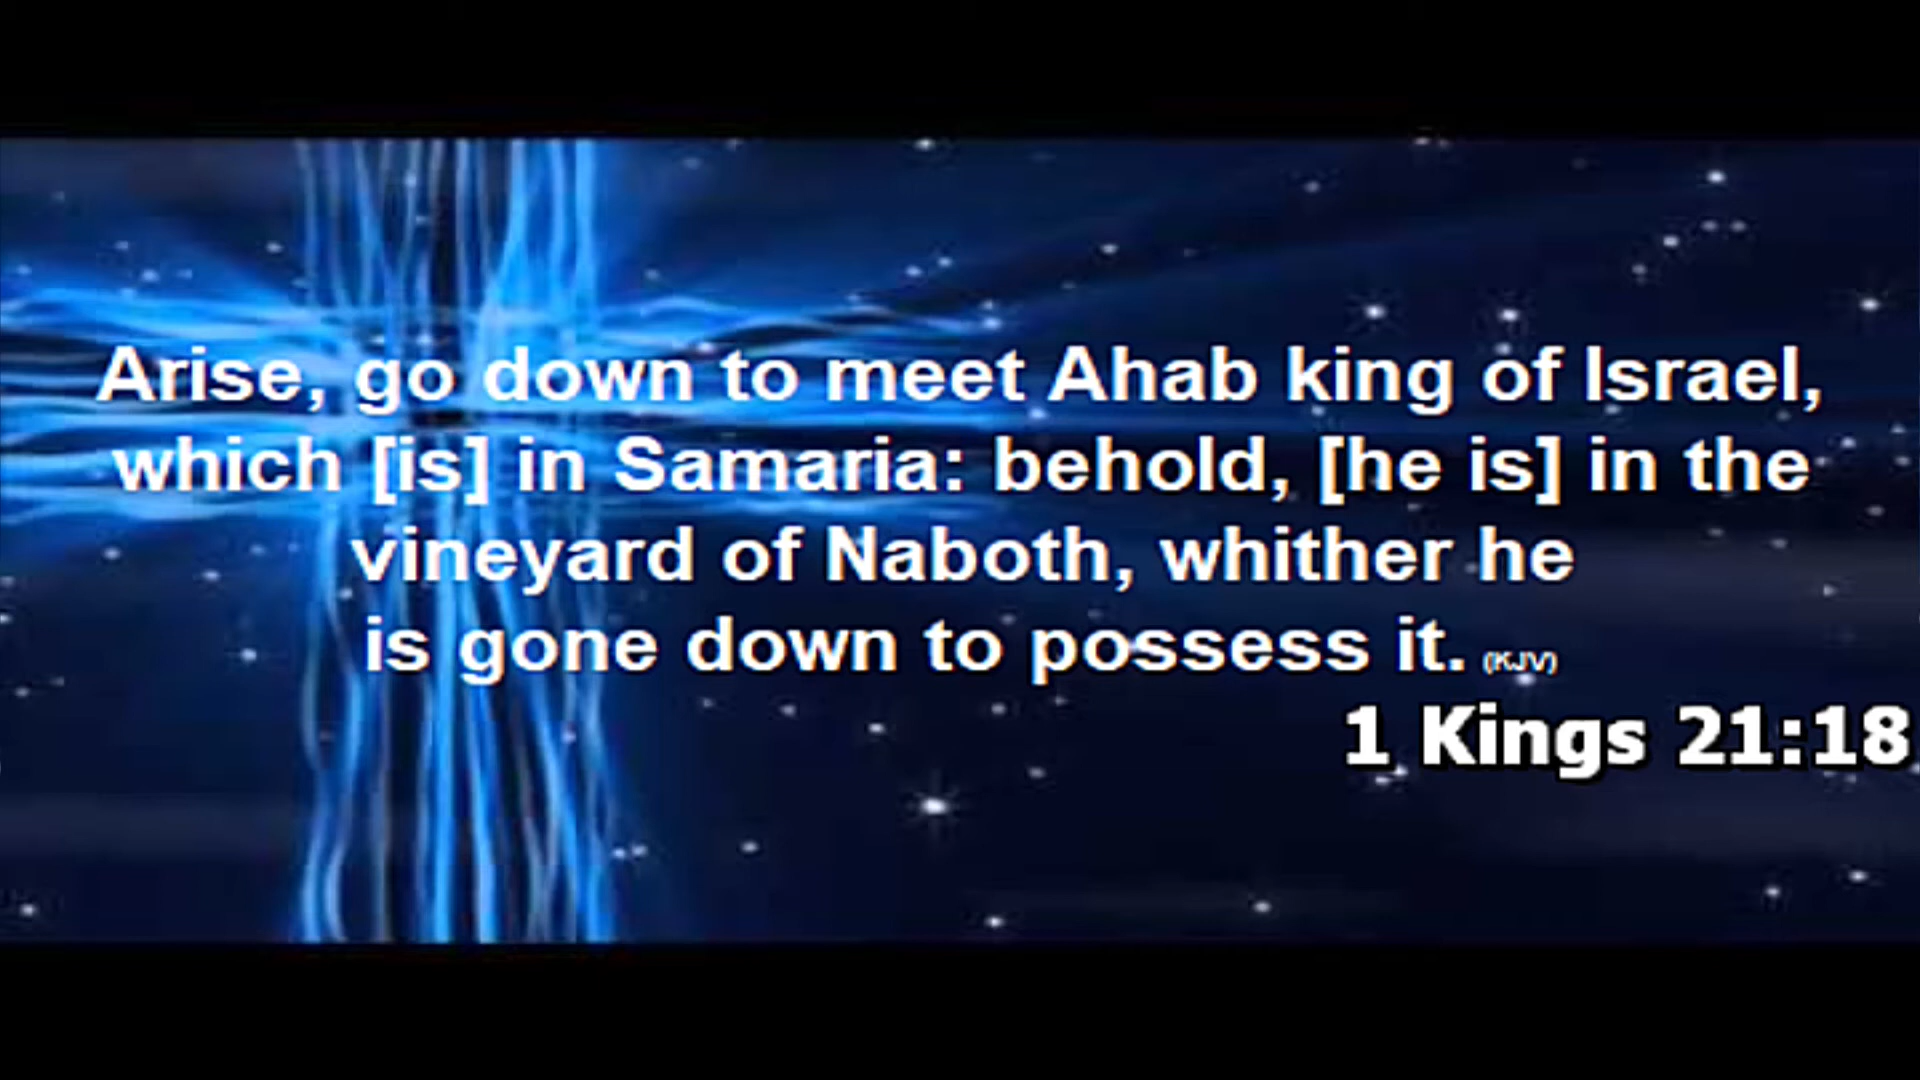 Arise, go down to meet Ahab king of Israel,
which [is] in Samaria: behold, [he is] in the
vineyard of Naboth, whither he
is gone down to possess it. (KJV)
1 Kings 21:18